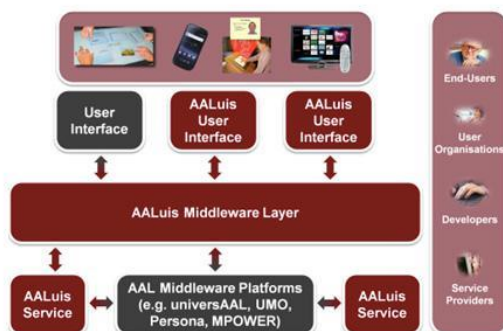 User
Interface
AALuis
User
Interface
AALuis
User
Interface
AALuis Middleware Layer
AALuis
Service
AAL Middleware Platforms
(e.g. universAAL, UMO,
Persona, MPOWER)
AALuis
Service
End-Users
User
Organisations
Developers
Service
Providers